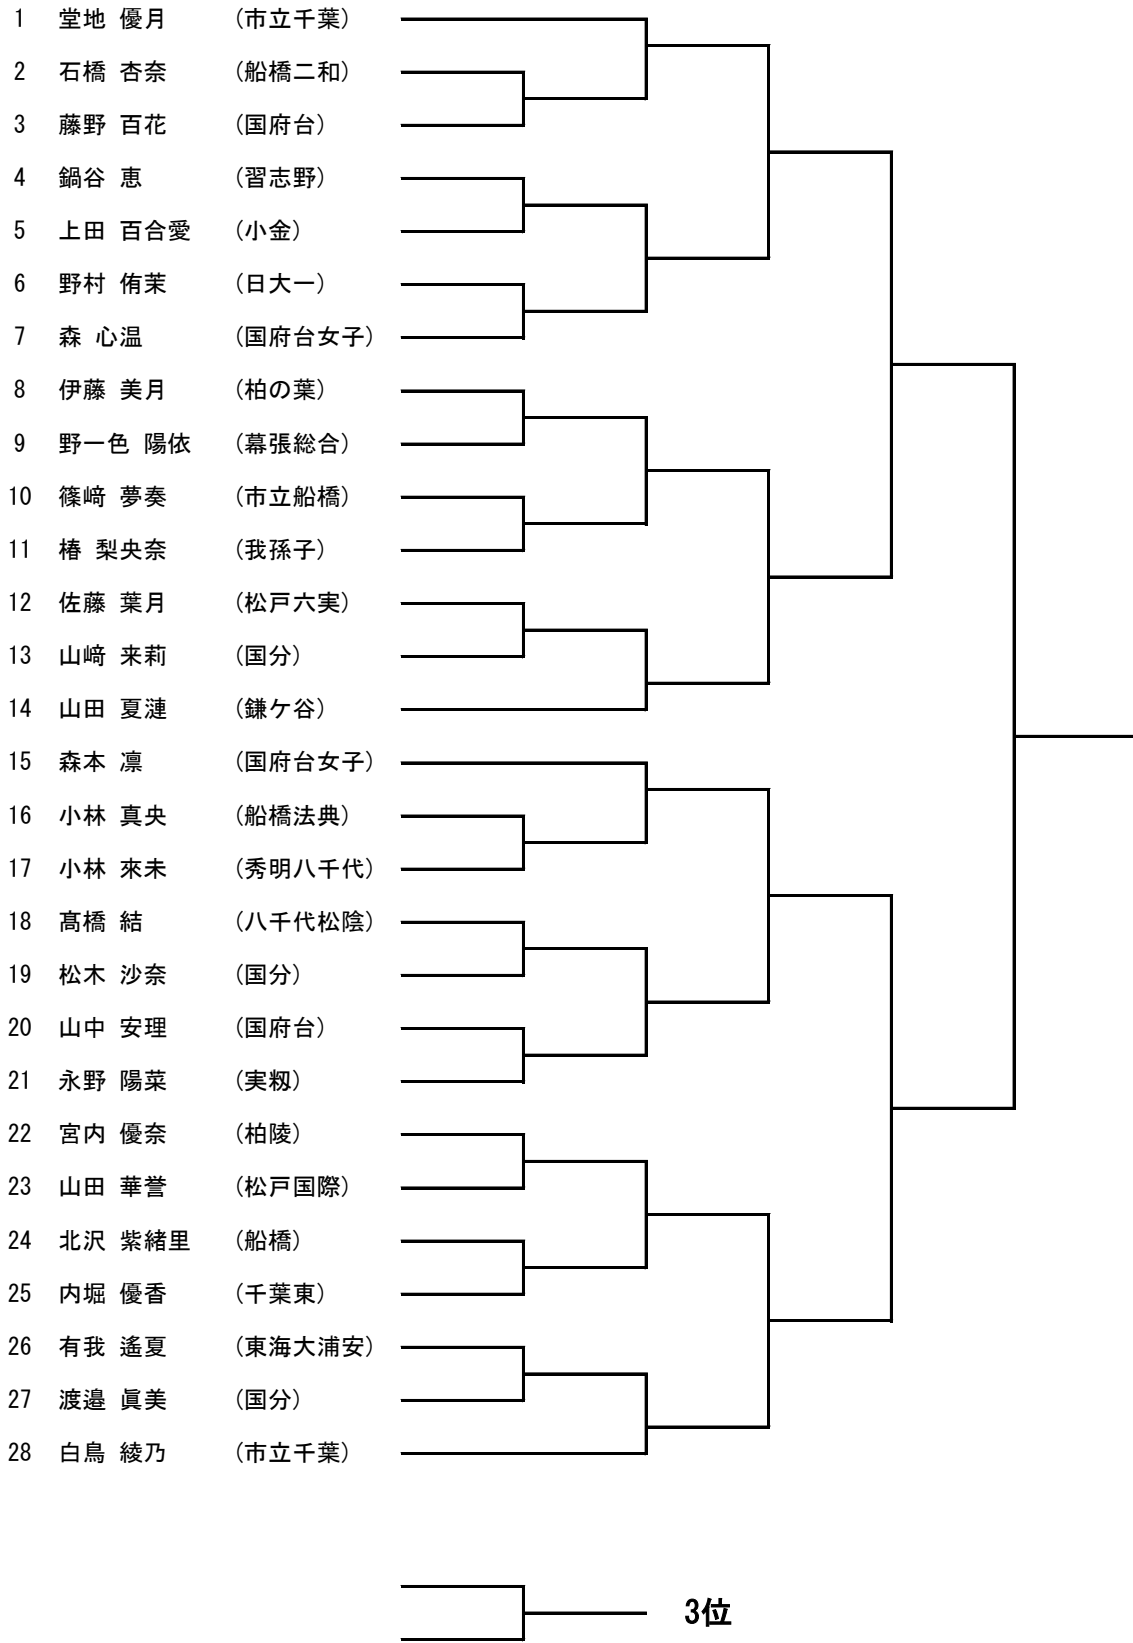 1 堂地 優月 (市立千葉)
2 石橋 杏奈 (船橋二和)
3 藤野 百花 (国府台)
4 鍋谷 恵 (習志野)
5 上田 百合愛 (小金)
6 野村 侑茉 (日大一)
7 森 心温 (国府台女子)
8 伊藤 美月 (柏の葉)
9 野一色 陽依 (幕張総合)
10 篠﨑 夢奏 (市立船橋)
11 椿 梨央奈 (我孫子)
12 佐藤 葉月 (松戸六実)
13 山﨑 来莉 (国分)
14 山田 夏漣 (鎌ケ谷)
15 森本 凛 (国府台女子)
16 小林 真央 (船橋法典)
17 小林 來未 (秀明八千代)
18 髙橋 結 (八千代松陰)
19 松木 沙奈 (国分)
20 山中 安理 (国府台)
21 永野 陽菜 (実籾)
22 宮内 優奈 (柏陵)
23 山田 華誉 (松戸国際)
24 北沢 紫緒里 (船橋)
25 内堀 優香 (千葉東)
26 有我 遙夏 (東海大浦安)
27 渡邉 眞美 (国分)
28 白鳥 綾乃 (市立千葉)
3位